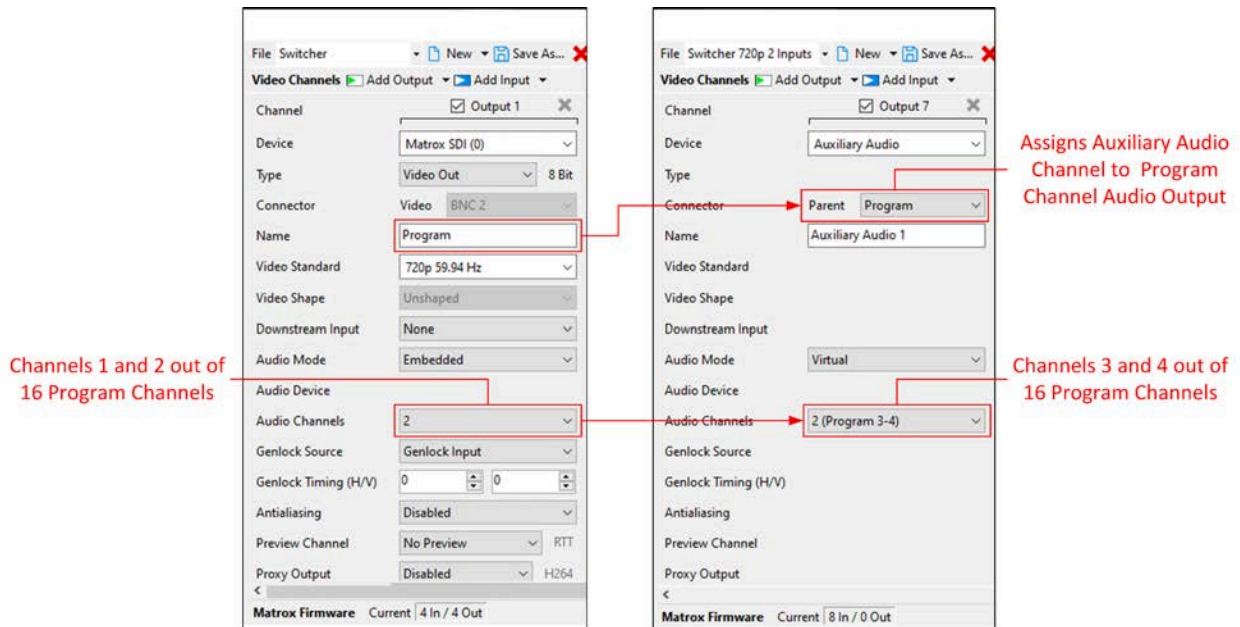 File Switcher New Save As...
Video Channels Add Output Add Input
Channel Output 1
Device Matrox SDI (0)
Type Video Out 8 Bit
Connector Video BNC 2
Name Program
Video Standard 720p 59.94 Hz
Video Shape Unshaped
Downstream Input None
Audio Mode Embedded
Audio Device
Audio Channels 2
Genlock Source Genlock Input
Genlock Timing (H/V) 0 0
Antialiasing Disabled
Preview Channel No Preview RTT
Proxy Output Disabled H264
Matrox Firmware Current 4 In / 4 Out
Channels 1 and 2 out of
16 Program Channels
File Switcher 720p 2 Inputs New Save As...
Video Channels Add Output Add Input
Channel Output 7
Device Auxiliary Audio
Type
Connector Parent Program
Name Auxiliary Audio 1
Video Standard
Video Shape
Downstream Input
Audio Mode Virtual
Audio Device
Audio Channels 2 (Program 3-4)
Genlock Source
Genlock Timing (H/V)
Antialiasing
Preview Channel
Proxy Output
Matrox Firmware Current 8 In / 0 Out
Assigns Auxiliary Audio
Channel to Program
Channel Audio Output
Channels 3 and 4 out of
16 Program Channels